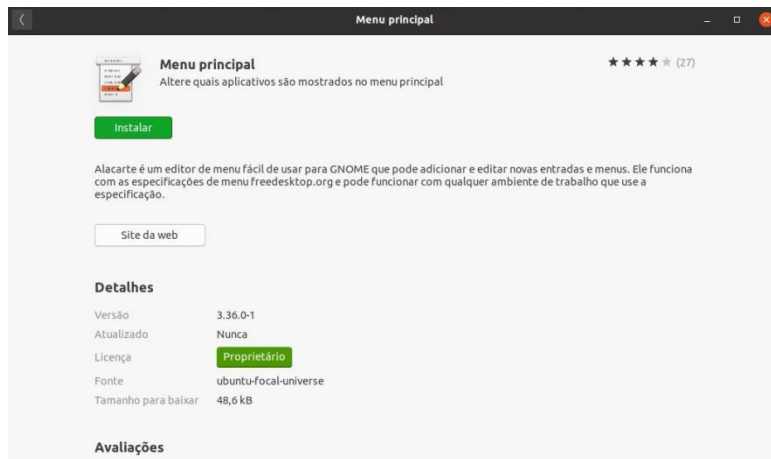 Menu principal
Menu principal
(27)
Altere quais aplicativos são mostrados no menu principal
Instalar
Alacarte é um editor de menu fácil de usar para GNOME que pode adicionar e editar novas entradas e menus. Ele funciona
com as especificações de menu freedesktop.org e pode funcionar com qualquer ambiente de trabalho que use a
especificação.
Site da web
Detalhes
Versão 3.36.0-1
Atualizado Nunca
Licença Proprietário
Fonte ubuntu-focal-universe
Tamanho para baixar 48,6 kB
Avaliações